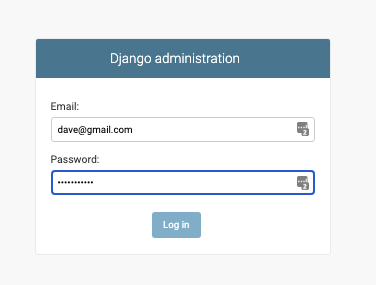 Django administration
Email:
dave@gmail.com
Password:
•••••••••••
Log in